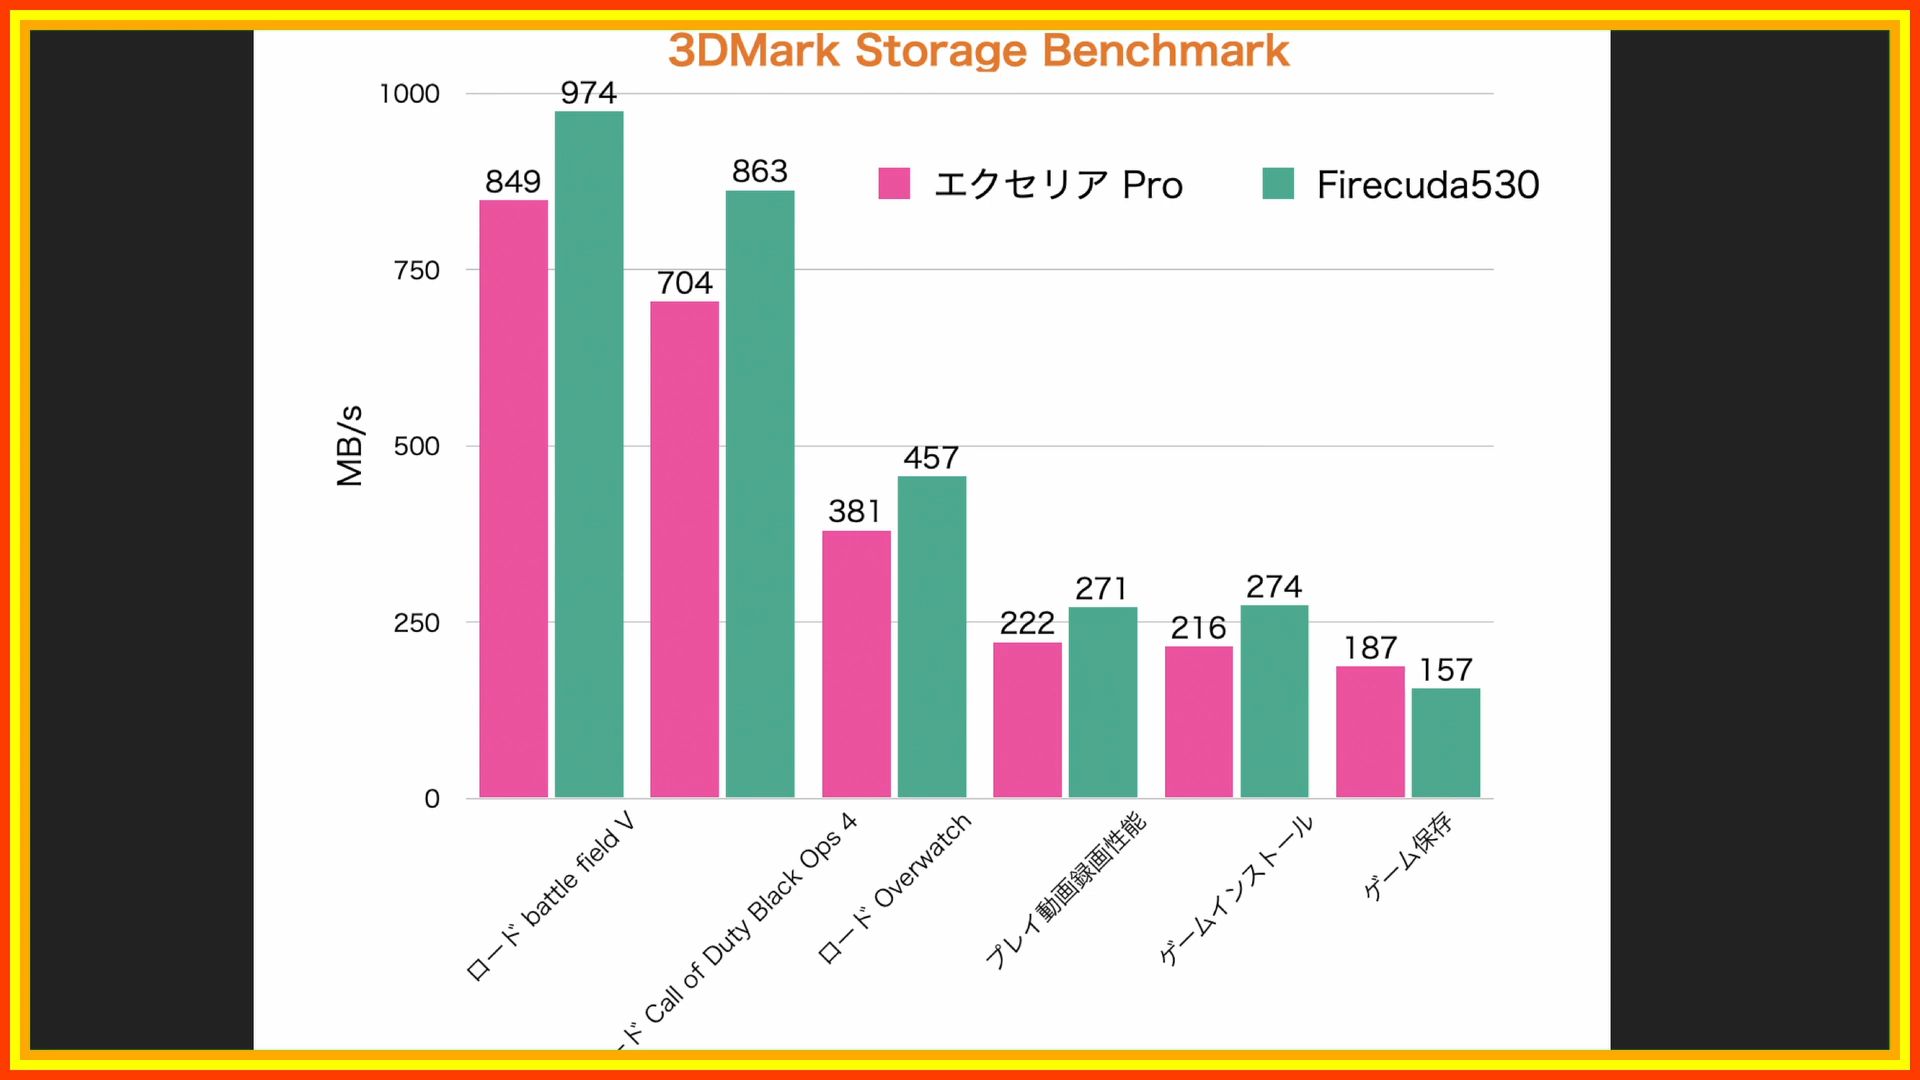 3DMark Storage Benchmark
エクセリア Pro
Firecuda530
MB/s
1000
750
500
250
0
849
974
704
863
381
457
222
271
216
274
187
157
ロード battle field V
ード Call of Duty Black Ops 4
ロード Overwatch
プレイ動画録画性能
ゲームインストール
ゲーム保存